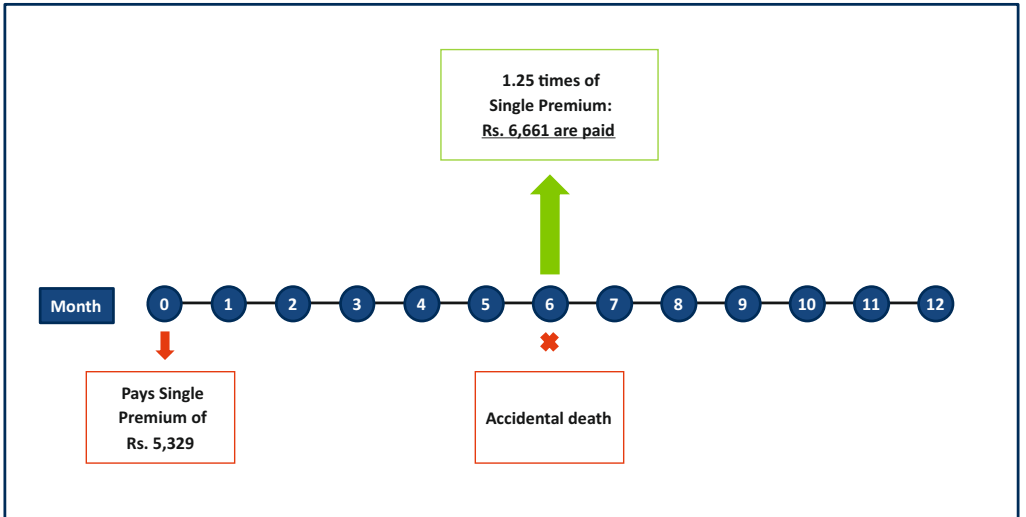 1.25 times of
Single Premium:
Rs. 6,661 are paid
Month 0 1 2 3 4 5 6 7 8 9 10 11 12
Pays Single
Premium of
Rs. 5,329
Accidental death